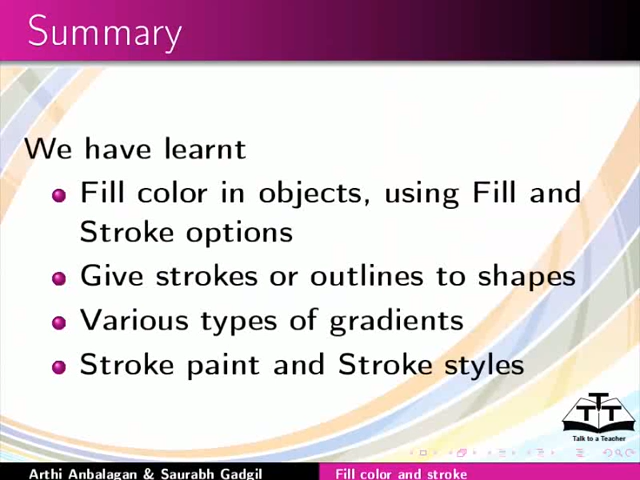 Summary
We have learnt
Fill color in objects, using Fill and
Stroke options
Give strokes or outlines to shapes
Various types of gradients
Stroke paint and Stroke styles
TTT
Talk to a Teacher
Arthi Anbalagan & Saurabh Gadgil
Fill color and stroke